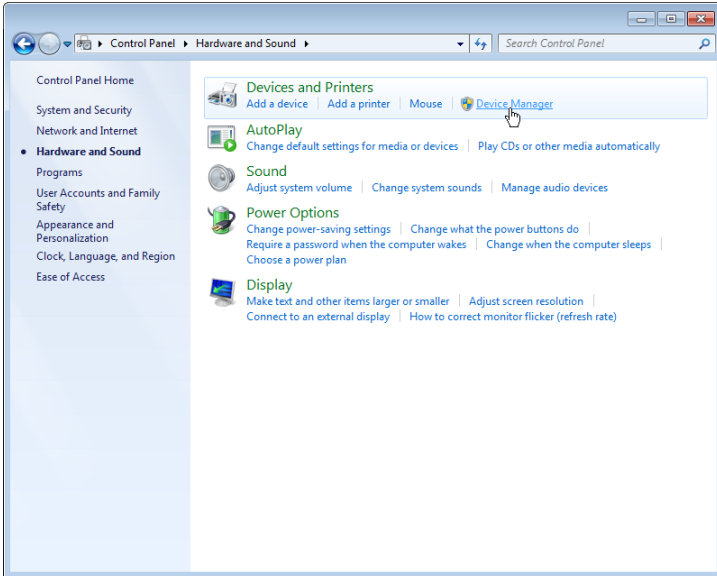 Control Panel Hardware and Sound
Search Control Panel
Control Panel Home
System and Security
Network and Internet
Hardware and Sound
Programs
User Accounts and Family
Safety
Appearance and
Personalization
Clock, Language, and Region
Ease of Access
Devices and Printers
Add a device Add a printer Mouse Device Manager
AutoPlay
Change default settings for media or devices Play CDs or other media automatically
Sound
Adjust system volume Change system sounds Manage audio devices
Power Options
Change power-saving settings Change what the power buttons do
Require a password when the computer wakes Change when the computer sleeps
Choose a power plan
Display
Make text and other items larger or smaller Adjust screen resolution
Connect to an external display How to correct monitor flicker (refresh rate)